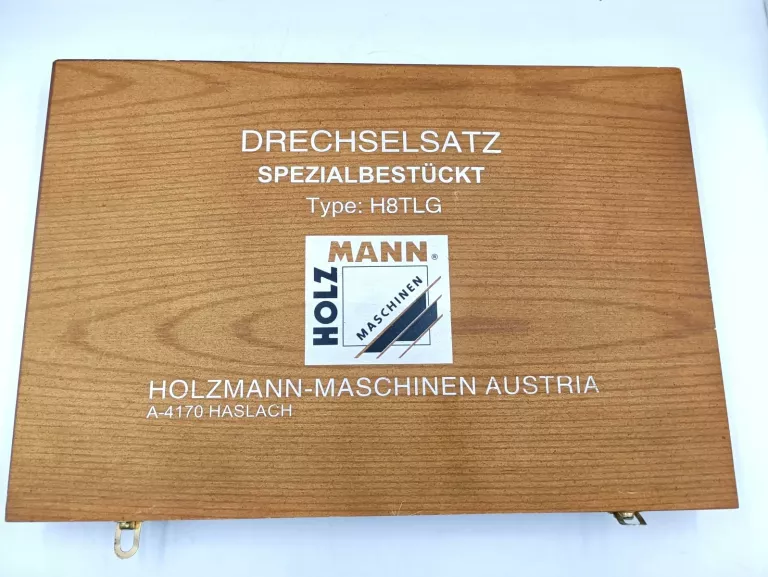 DRECHSELSATZ
SPEZIALBESTÜCKT
Type: H8TLG
HOLZ
MANN®
MASCHINEN
HOLZMANN-MASCHINEN AUSTRIA
A-4170 HASLACH